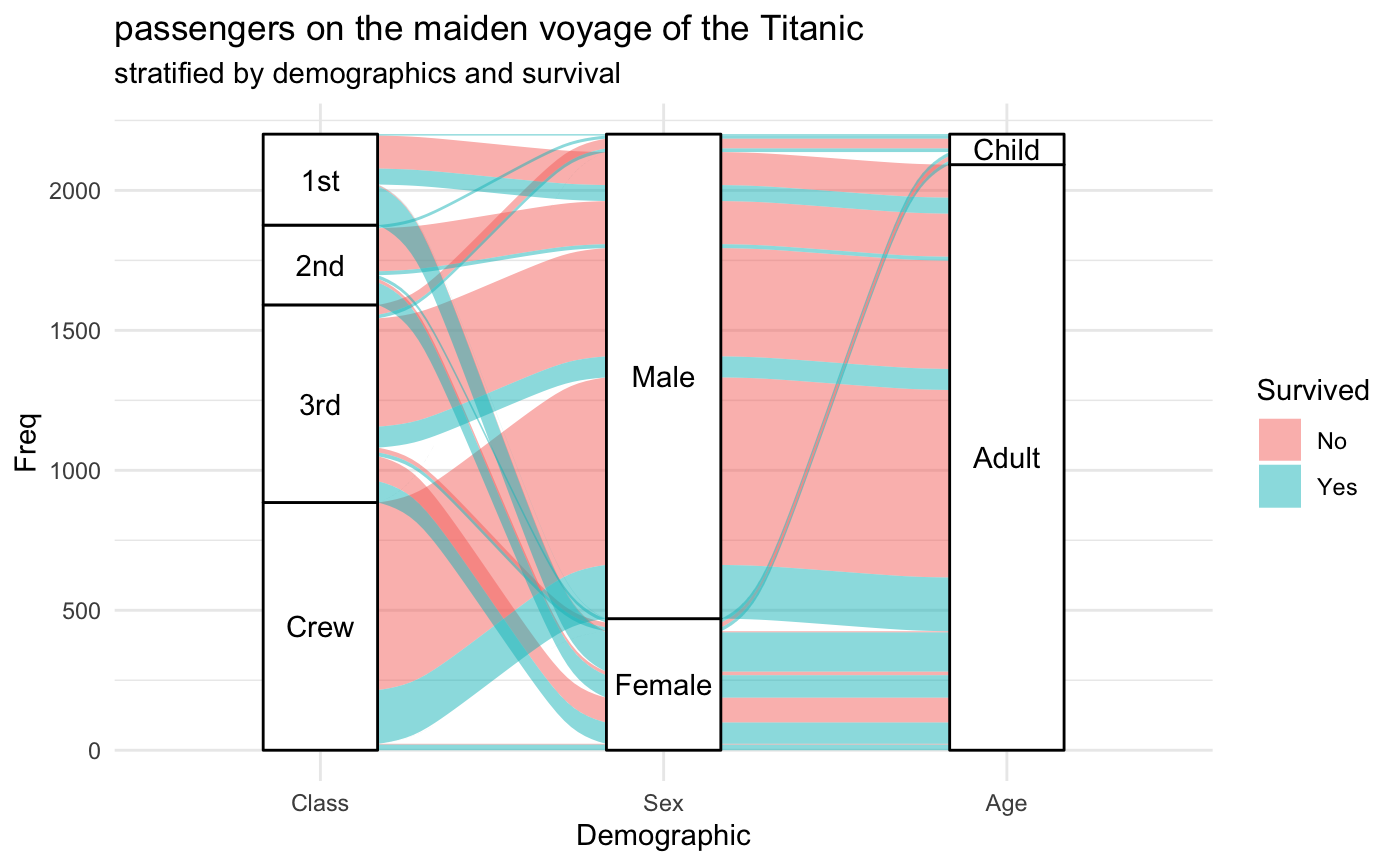 passengers on the maiden voyage of the Titanic
stratified by demographics and survival
Freq
2000
1500
1000
500
0
1st
2nd
3rd
Crew
Male
Female
Child
Adult
Class
Sex
Age
Demographic
Survived
No
Yes